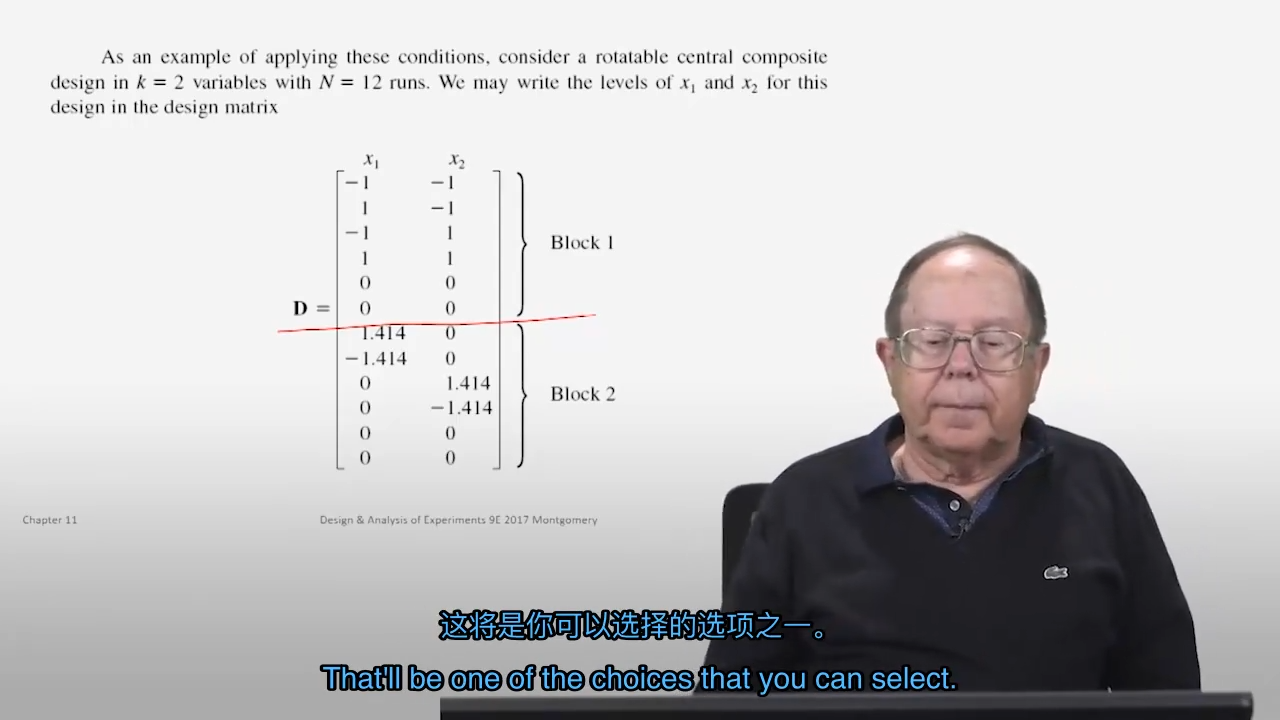 As an example of applying these conditions, consider a rotatable central composite
design in k = 2 variables with N = 12 runs. We may write the levels of x₁ and x₂ for this
design in the design matrix
x₁ x₂
−1 −1
1 −1
−1 1
1 1
0 0
0 0
1.414 0
−1.414 0
0 1.414
0 −1.414
0 0
0 0
D =
Block 1
Block 2
Chapter 11
Design & Analysis of Experiments 9E 2017 Montgomery
这将是你可以选择的选项之一。
That'll be one of the choices that you can select.